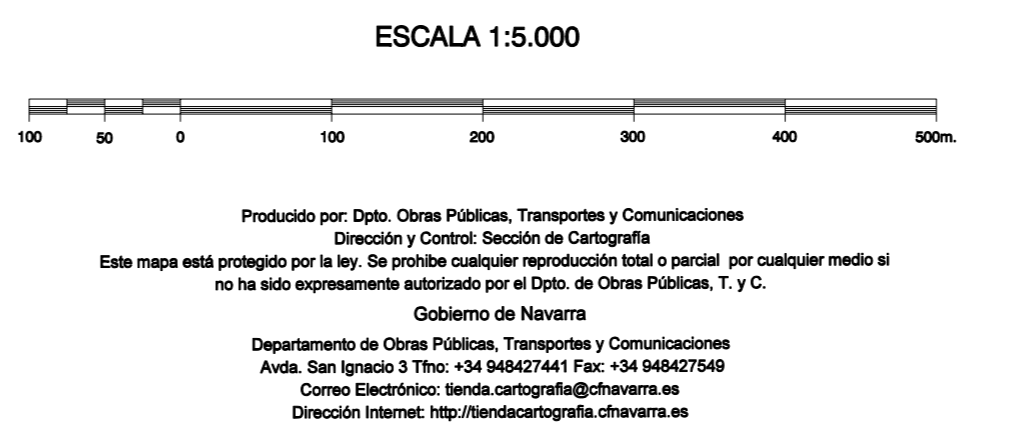 ESCALA 1:5.000
100 50 0 100 200 300 400 500m.
Producido por: Dpto. Obras Públicas, Transportes y Comunicaciones
Dirección y Control: Sección de Cartografía
Este mapa está protegido por la ley. Se prohibe cualquier reproducción total o parcial por cualquier medio si
no ha sido expresamente autorizado por el Dpto. de Obras Públicas, T. y C.
Gobierno de Navarra
Departamento de Obras Públicas, Transportes y Comunicaciones
Avda. San Ignacio 3 Tfno: +34 948427441 Fax: +34 948427549
Correo Electrónico: tienda.cartografia@cfnavarra.es
Dirección Internet: http://tiendacartografia.cfnavarra.es